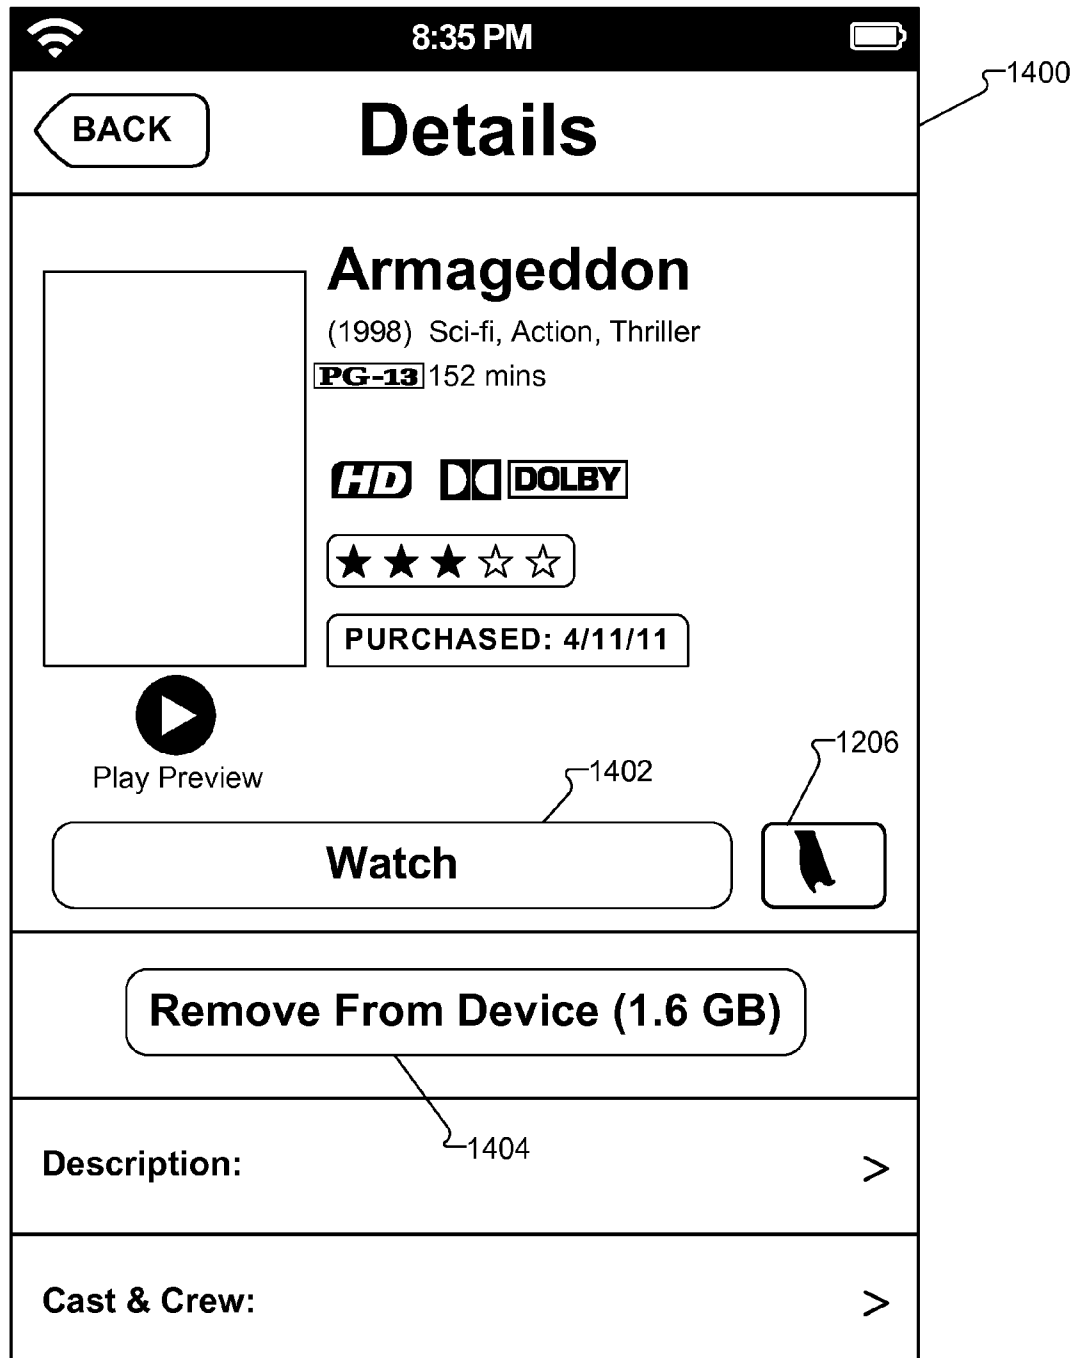 8:35 PM
1400
BACK
Details
Armageddon
(1998) Sci-fi, Action, Thriller
PG-13 152 mins
HD DOLBY
PURCHASED: 4/11/11
Play Preview
1402
1206
Watch
Remove From Device (1.6 GB)
1404
Description: >
Cast & Crew: >